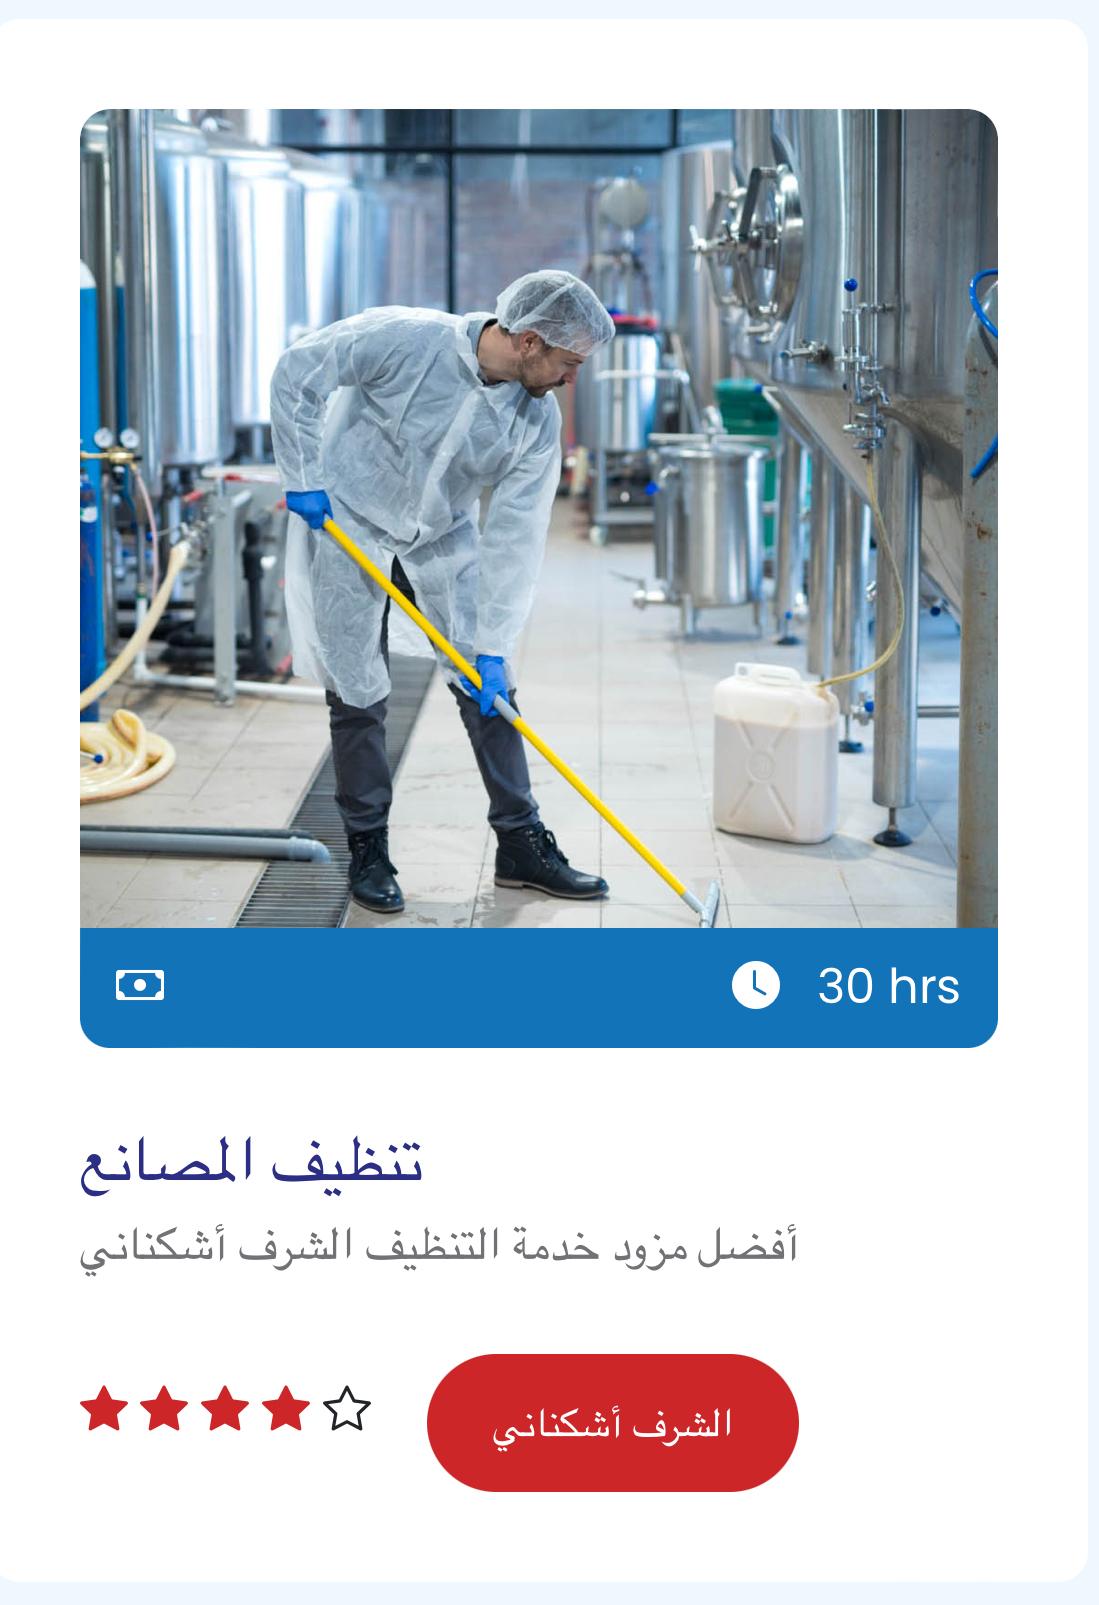 30 hrs
تنظيف المصانع
أفضل مزود خدمة التنظيف الشرف أشكناني
الشرف أشكناني